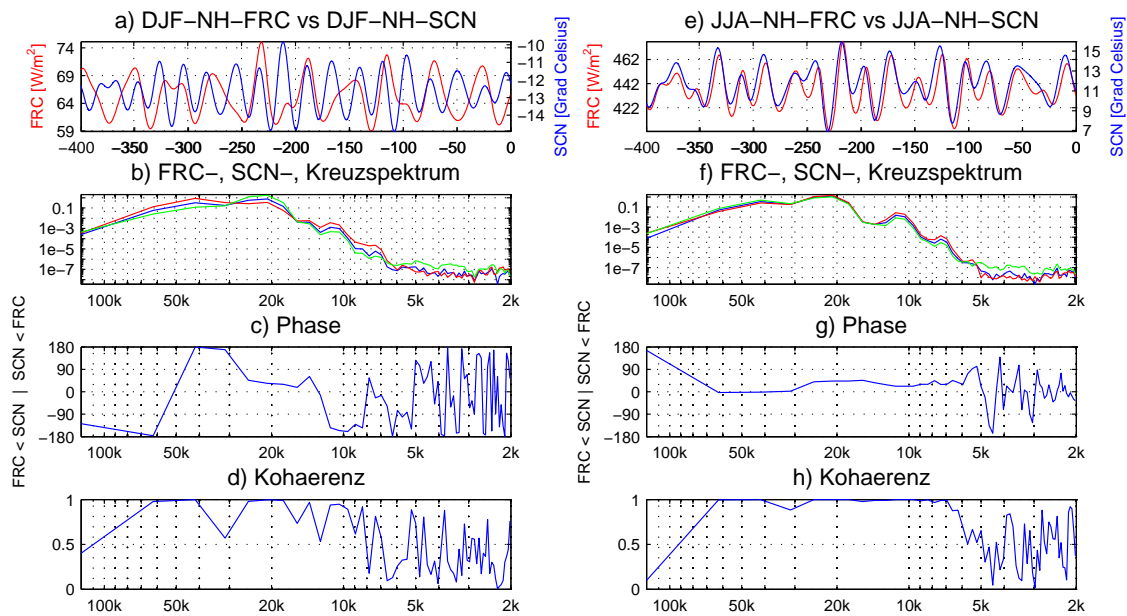 a) DJF−NH−FRC vs DJF−NH−SCN
FRC [W/m²]
74
69
64
59
−10
−11
−12
−13
−14
SCN [Grad Celsius]
−400 −350 −300 −250 −200 −150 −100 −50 0
b) FRC−, SCN−, Kreuzspektrum
0.1
1e−3
1e−5
1e−7
100k 50k 20k 10k 5k 2k
c) Phase
FRC < SCN | SCN < FRC
180
90
0
−90
−180
100k 50k 20k 10k 5k 2k
d) Kohaerenz
1
0.5
0
100k 50k 20k 10k 5k 2k
e) JJA−NH−FRC vs JJA−NH−SCN
FRC [W/m²]
462
442
422
15
13
11
9
7
SCN [Grad Celsius]
−400 −350 −300 −250 −200 −150 −100 −50 0
f) FRC−, SCN−, Kreuzspektrum
0.1
1e−3
1e−5
1e−7
100k 50k 20k 10k 5k 2k
g) Phase
FRC < SCN | SCN < FRC
180
90
0
−90
−180
100k 50k 20k 10k 5k 2k
h) Kohaerenz
1
0.5
0
100k 50k 20k 10k 5k 2k